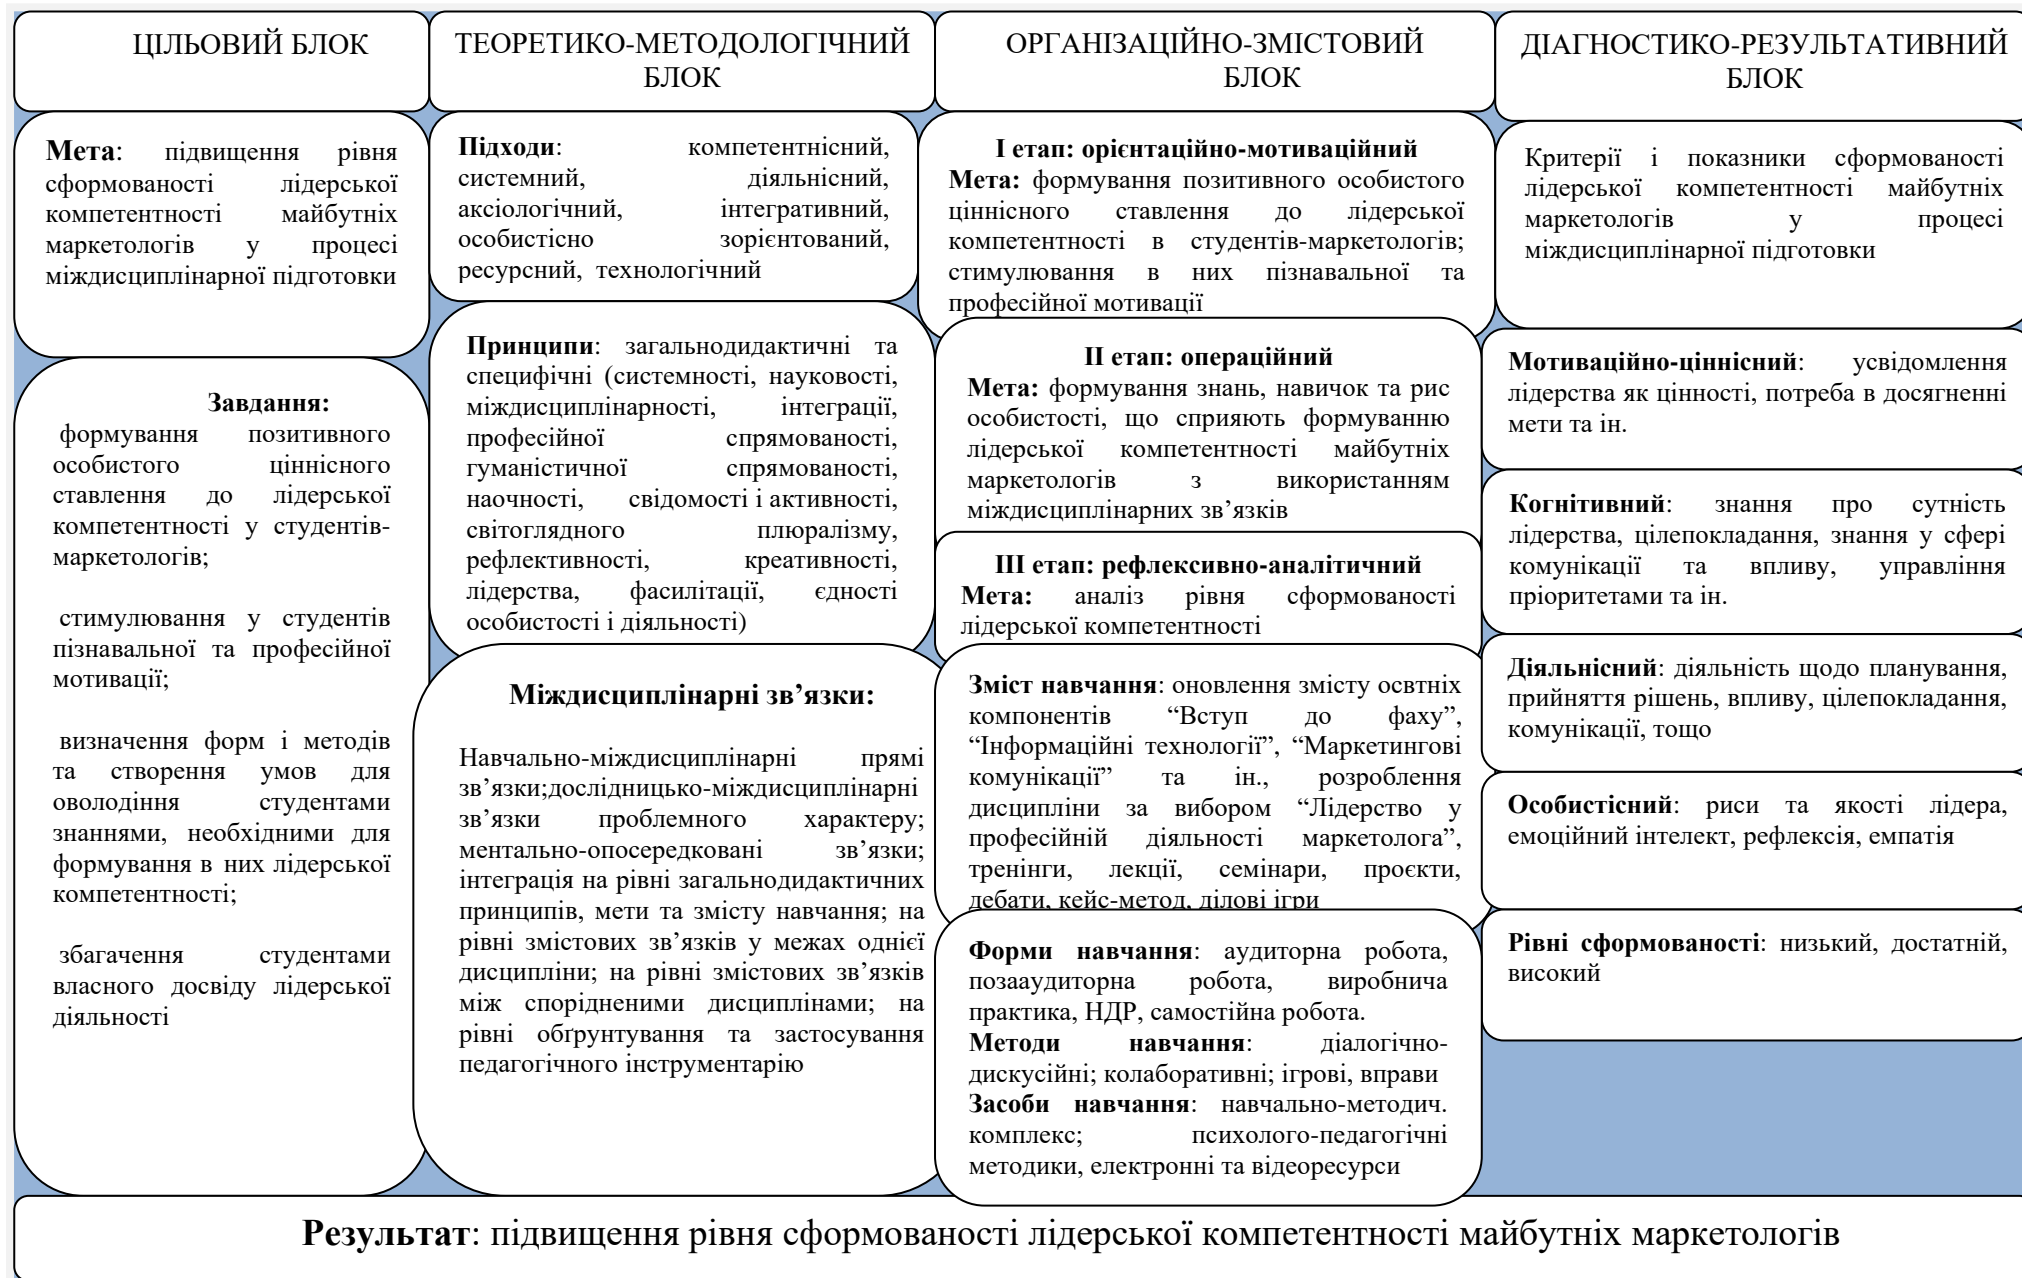 ЦІЛЬОВИЙ БЛОК
Мета: підвищення рівня
сформованості лідерської
компетентності майбутніх
маркетологів у процесі
міждисциплінарної підготовки
Завдання:
формування позитивного
особистого ціннісного
ставлення до лідерської
компетентності у студентів-
маркетологів;
стимулювання у студентів
пізнавальної та професійної
мотивації;
визначення форм і методів
та створення умов для
оволодіння студентами
знаннями, необхідними для
формування в них лідерської
компетентності;
збагачення студентами
власного досвіду лідерської
діяльності
ТЕОРЕТИКО-МЕТОДОЛОГІЧНИЙ
БЛОК
Підходи: компетентнісний,
системний, діяльнісний,
аксіологічний, інтегративний,
особистісно зорієнтований,
ресурсний, технологічний
Принципи: загальнодидактичні та
специфічні (системності, науковості,
міждисциплінарності, інтеграції,
професійної спрямованості,
гуманістичної спрямованості,
наочності, свідомості і активності,
світоглядного плюралізму,
рефлективності, креативності,
лідерства, фасилітації, єдності
особистості і діяльності)
Міждисциплінарні зв’язки:
Навчально-міждисциплінарні прямі
зв’язки;дослідницько-міждисциплінарні
зв’язки проблемного характеру;
ментально-опосередковані зв’язки;
інтеграція на рівні загальнодидактичних
принципів, мети та змісту навчання; на
рівні змістових зв’язків у межах однієї
дисципліни; на рівні змістових зв’язків
між спорідненими дисциплінами; на
рівні обґрунтування та застосування
педагогічного інструментарію
ОРГАНІЗАЦІЙНО-ЗМІСТОВИЙ
БЛОК
І етап: орієнтаційно-мотиваційний
Мета: формування позитивного особистого
ціннісного ставлення до лідерської
компетентності в студентів-маркетологів;
стимулювання в них пізнавальної та
професійної мотивації
ІІ етап: операційний
Мета: формування знань, навичок та рис
особистості, що сприяють формуванню
лідерської компетентності майбутніх
маркетологів з використанням
міждисциплінарних зв’язків
ІІІ етап: рефлексивно-аналітичний
Мета: аналіз рівня сформованості
лідерської компетентності
Зміст навчання: оновлення змісту освтніх
компонентів “Вступ до фаху”,
“Інформаційні технології”, “Маркетингові
комунікації” та ін., розроблення
дисципліни за вибором “Лідерство у
професійній діяльності маркетолога”,
тренінги, лекції, семінари, проєкти,
дебати, кейс-метод, ділові ігри
Форми навчання: аудиторна робота,
позааудиторна робота, виробнича
практика, НДР, самостійна робота.
Методи навчання: діалогічно-
дискусійні; колаборативні; ігрові, вправи
Засоби навчання: навчально-методич.
комплекс; психолого-педагогічні
методики, електронні та відеоресурси
ДІАГНОСТИКО-РЕЗУЛЬТАТИВНИЙ
БЛОК
Критерії і показники сформованості
лідерської компетентності майбутніх
маркетологів у процесі
міждисциплінарної підготовки
Мотиваційно-ціннісний: усвідомлення
лідерства як цінності, потреба в досягненні
мети та ін.
Когнітивний: знання про сутність
лідерства, цілепокладання, знання у сфері
комунікації та впливу, управління
пріоритетами та ін.
Діяльнісний: діяльність щодо планування,
прийняття рішень, впливу, цілепокладання,
комунікації, тощо
Особистісний: риси та якості лідера,
емоційний інтелект, рефлексія, емпатія
Рівні сформованості: низький, достатній,
високий
Результат: підвищення рівня сформованості лідерської компетентності майбутніх маркетологів